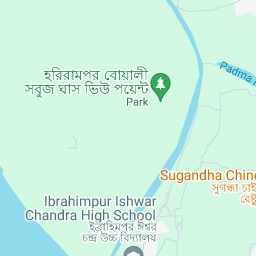 হরিরামপুর বোয়ালী
সবুজ ঘাস ভিউ পয়েন্ট
Park
Padma
Sugandha Chine
সুগন্ধা চাই
রেষ্টু
Ibrahimpur Ishwar
Chandra High School
ইব্রাহিমপুর ঈশ্বর
চন্দ্র উচ্চ বিদ্যালয়